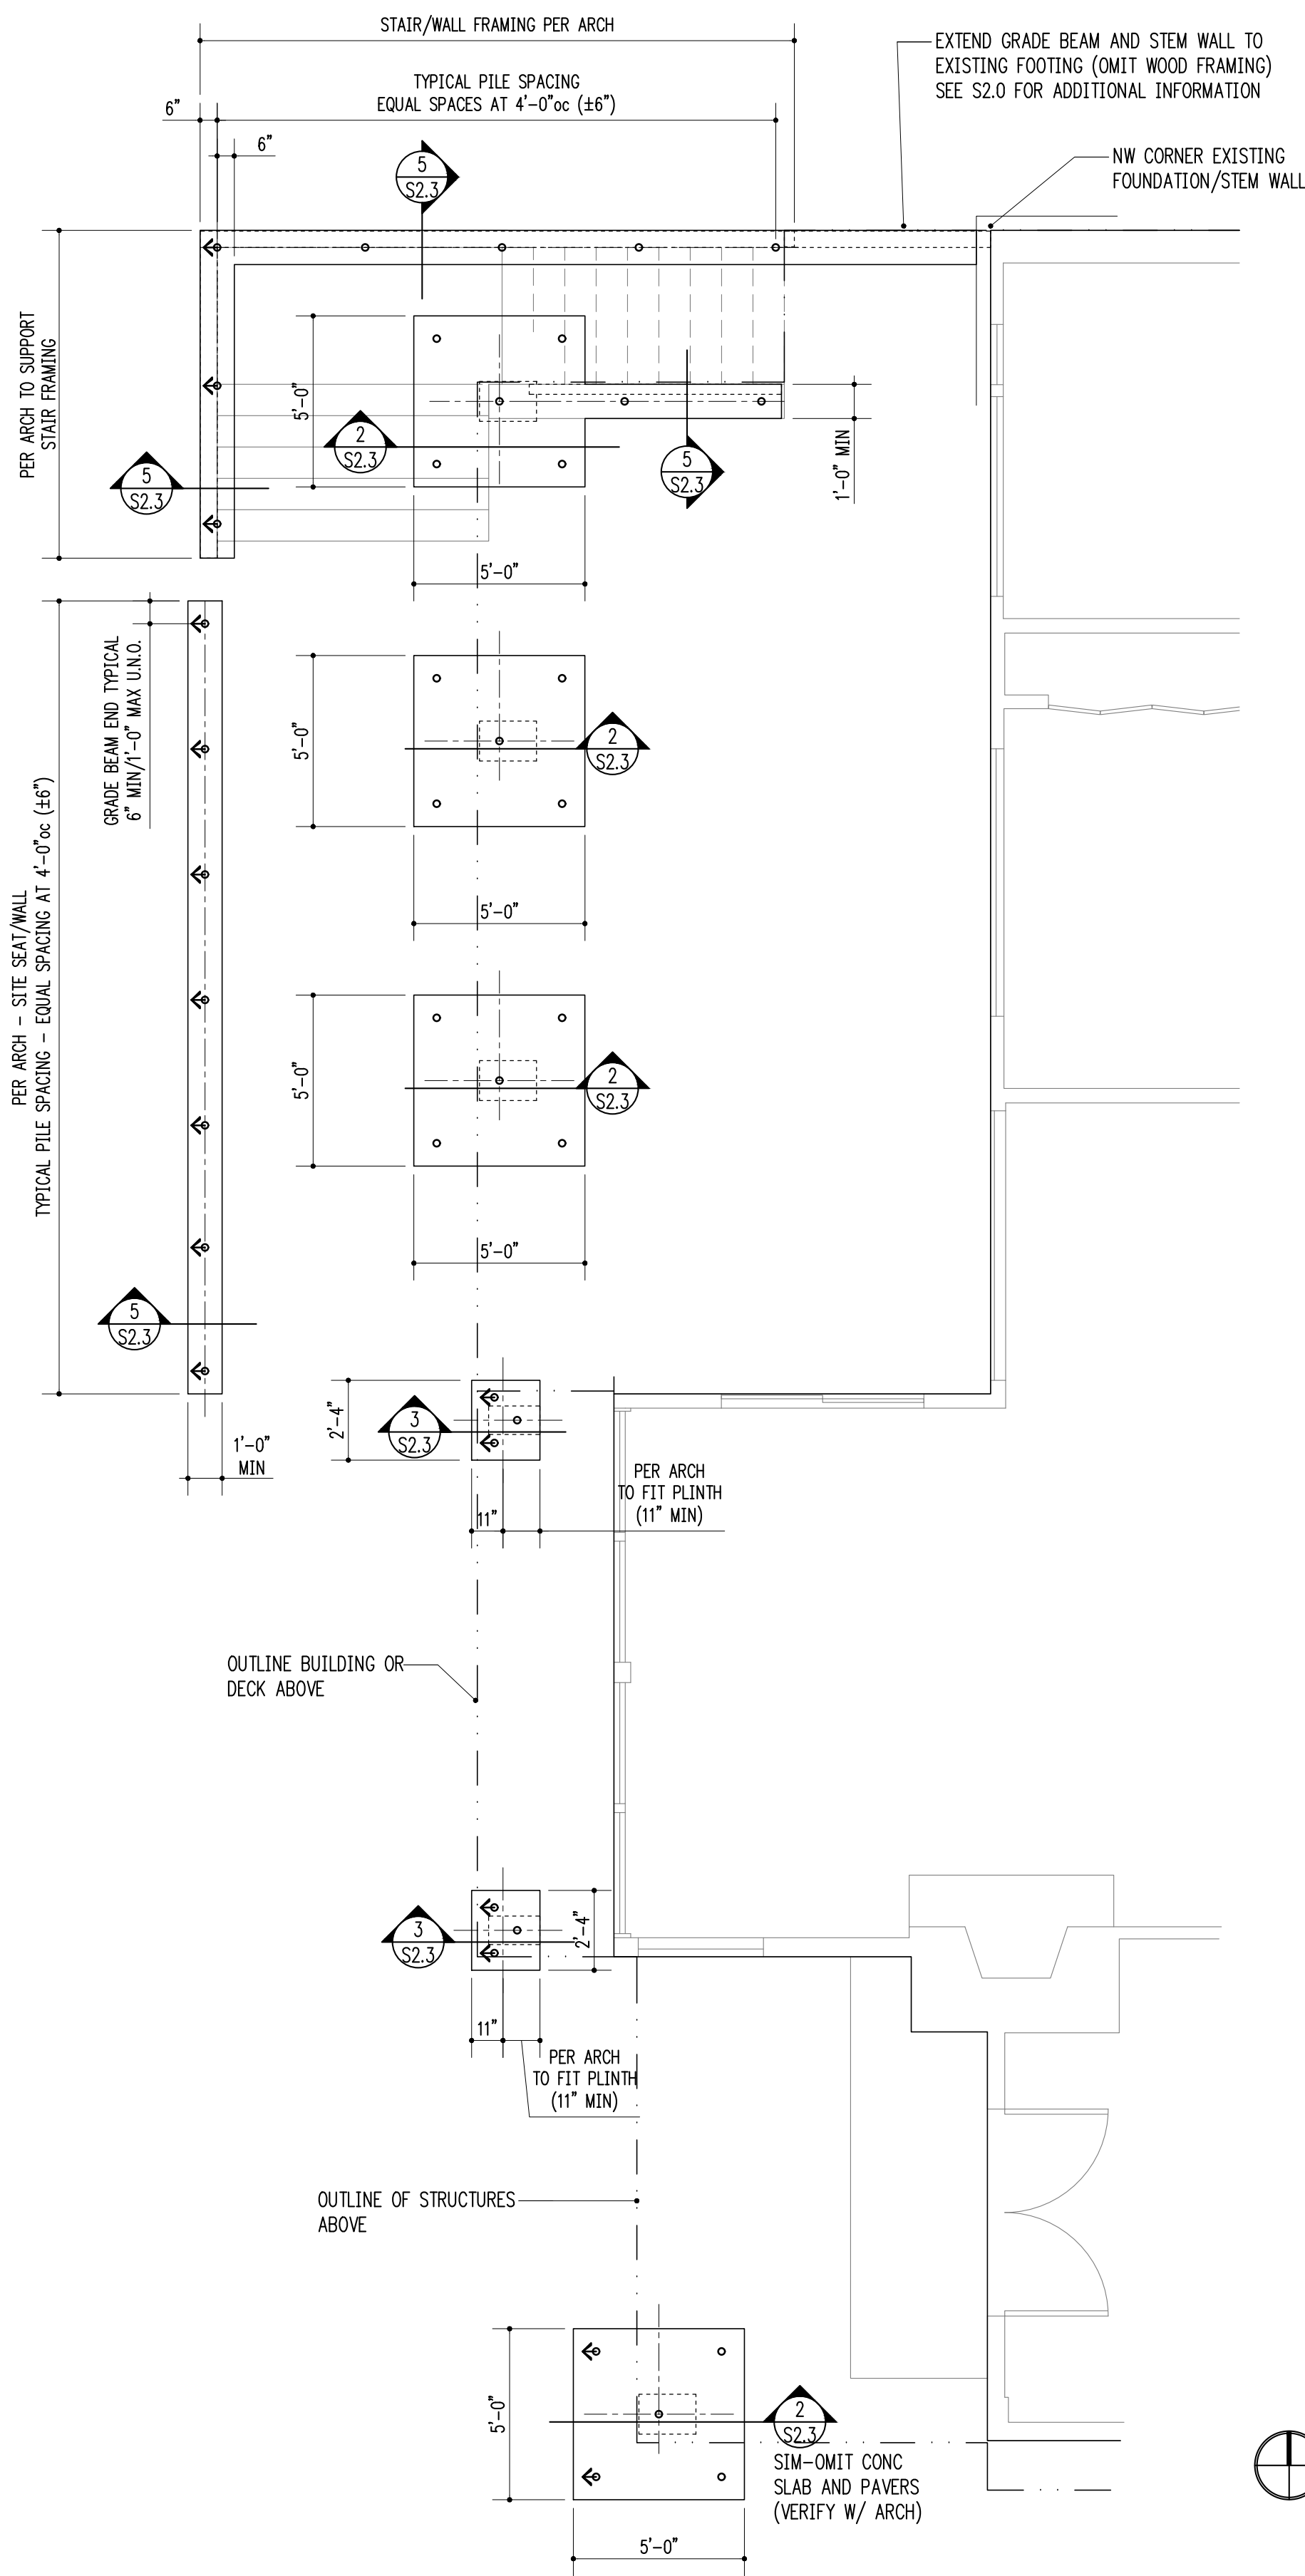 STAIR/WALL FRAMING PER ARCH
EXTEND GRADE BEAM AND STEM WALL TO
EXISTING FOOTING (OMIT WOOD FRAMING)
SEE S2.0 FOR ADDITIONAL INFORMATION
TYPICAL PILE SPACING
EQUAL SPACES AT 4'-0"oc (±6")
6"
6"
NW CORNER EXISTING
FOUNDATION/STEM WALL
5
S2.3
PER ARCH TO SUPPORT
STAIR FRAMING
5'-0"
2
S2.3
5
S2.3
5
S2.3
1'-0" MIN
5'-0"
GRADE BEAM END TYPICAL
6" MIN/1'-0" MAX U.N.O.
5'-0"
2
S2.3
5'-0"
PER ARCH - SITE SEAT/WALL
TYPICAL PILE SPACING - EQUAL SPACING AT 4'-0"oc (±6")
5'-0"
2
S2.3
5'-0"
5
S2.3
2'-4"
3
S2.3
1'-0"
MIN
11"
PER ARCH
TO FIT PLINTH
(11" MIN)
OUTLINE BUILDING OR
DECK ABOVE
3
S2.3
2'-4"
11"
PER ARCH
TO FIT PLINTH
(11" MIN)
OUTLINE OF STRUCTURES
ABOVE
5'-0"
2
S2.3
SIM-OMIT CONC
SLAB AND PAVERS
(VERIFY W/ ARCH)
5'-0"